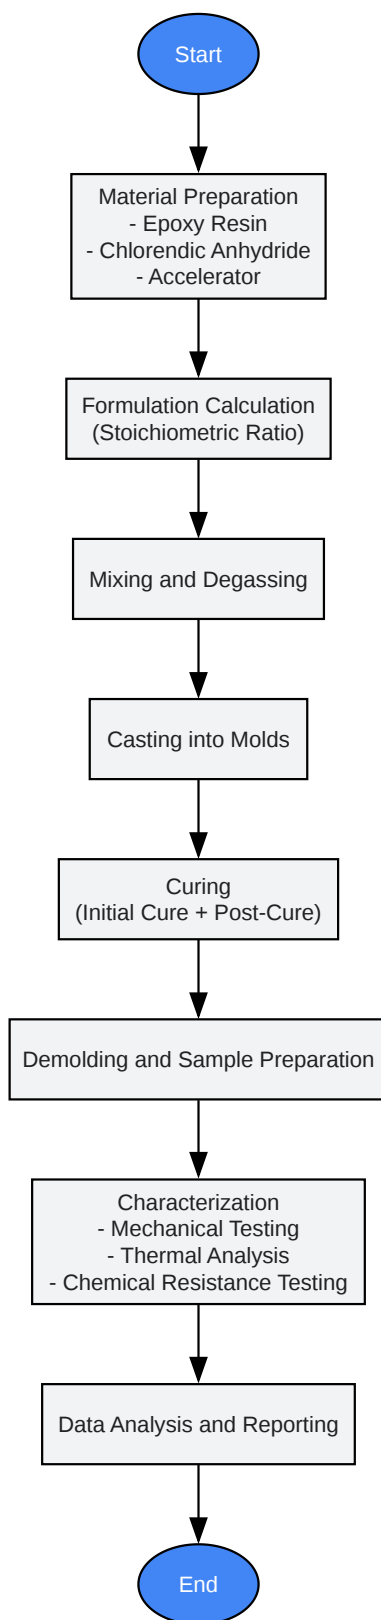 Start
Material Preparation
- Epoxy Resin
- Chlorendic Anhydride
- Accelerator
Formulation Calculation
(Stoichiometric Ratio)
Mixing and Degassing
Casting into Molds
Curing
(Initial Cure + Post-Cure)
Demolding and Sample Preparation
Characterization
- Mechanical Testing
- Thermal Analysis
- Chemical Resistance Testing
Data Analysis and Reporting
End